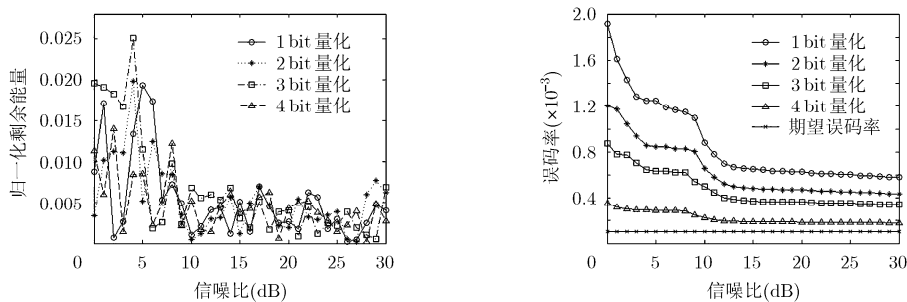 0.025
0.020
0.015
0.010
0.005
归一化剩余能量
1 bit 量化
2 bit 量化
3 bit 量化
4 bit 量化
0 5 10 15 20 25 30
信噪比(dB)
2.0
1.6
1.2
0.8
0.4
误码率(×10⁻³)
1 bit 量化
2 bit 量化
3 bit 量化
4 bit 量化
期望误码率
0 5 10 15 20 25 30
信噪比(dB)